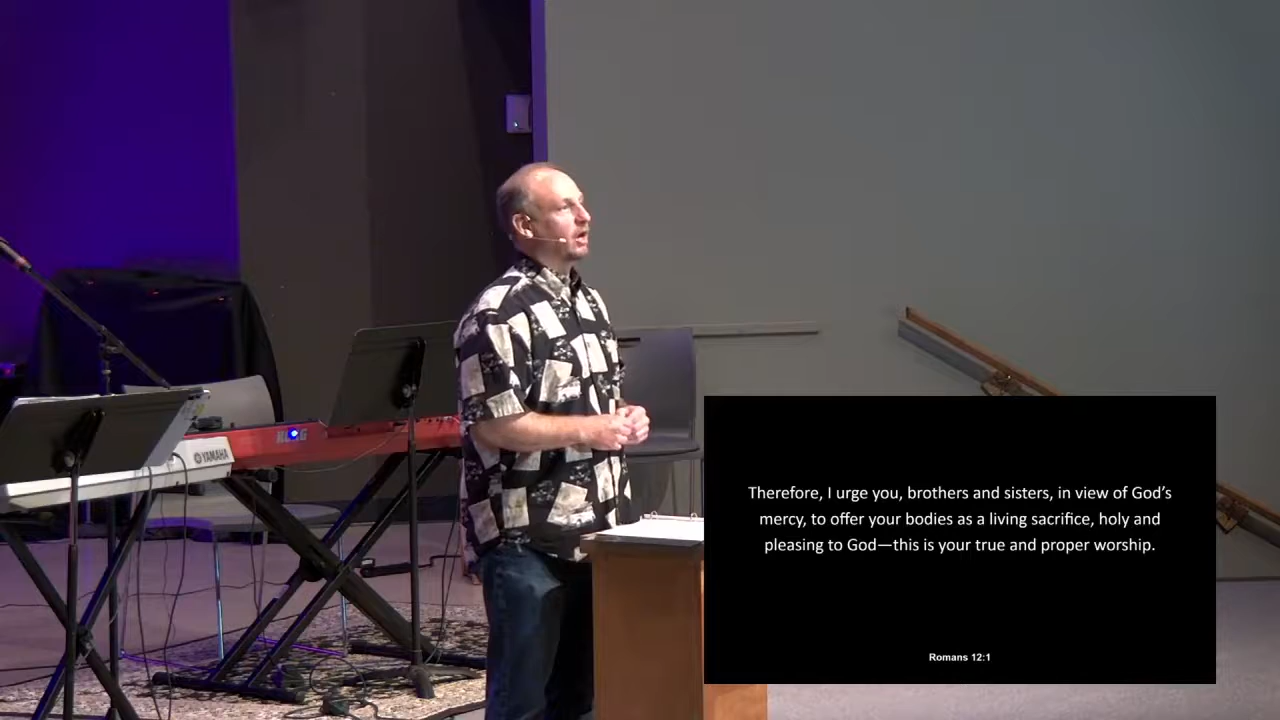 KORG
YAMAHA
Therefore, I urge you, brothers and sisters, in view of God's
mercy, to offer your bodies as a living sacrifice, holy and
pleasing to God—this is your true and proper worship.
Romans 12:1